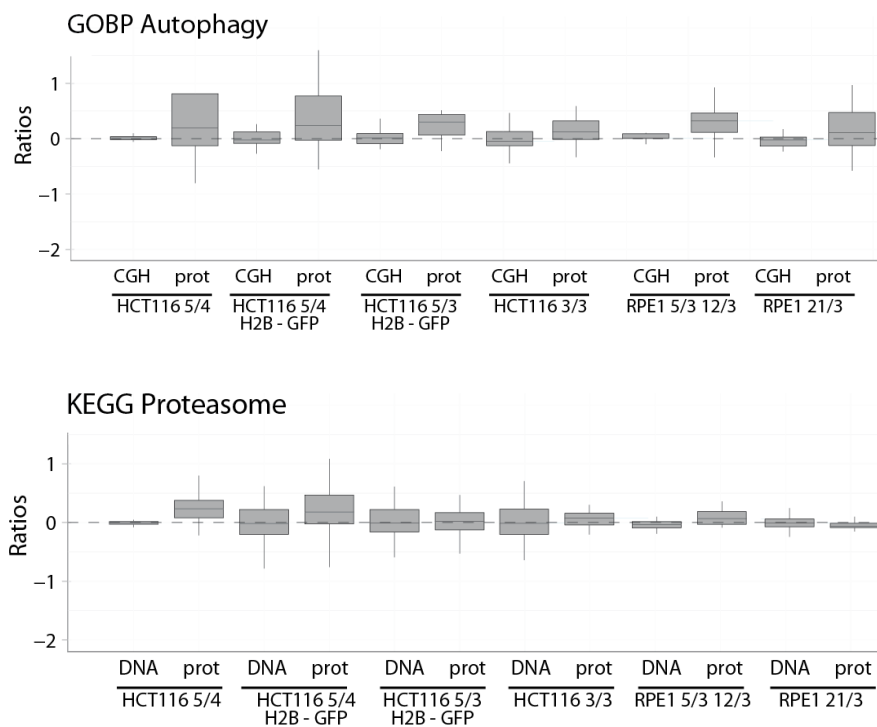 GOBP Autophagy
Ratios
1
0
−1
−2
CGH prot CGH prot CGH prot CGH prot CGH prot CGH prot
HCT116 5/4 HCT116 5/4 HCT116 5/3 HCT116 3/3 RPE1 5/3 12/3 RPE1 21/3
H2B - GFP H2B - GFP
KEGG Proteasome
Ratios
1
0
−1
−2
DNA prot DNA prot DNA prot DNA prot DNA prot DNA prot
HCT116 5/4 HCT116 5/4 HCT116 5/3 HCT116 3/3 RPE1 5/3 12/3 RPE1 21/3
H2B - GFP H2B - GFP